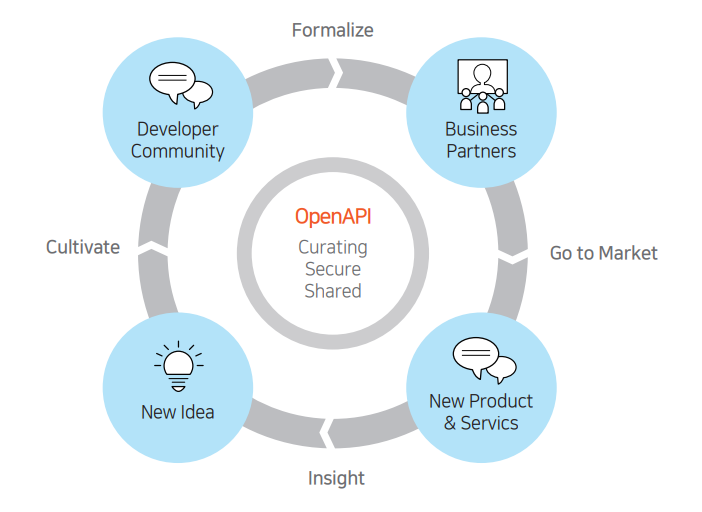 Formalize
Developer
Community
Business
Partners
OpenAPI
Curating
Secure
Shared
Cultivate
Go to Market
New Idea
New Product
& Servics
Insight